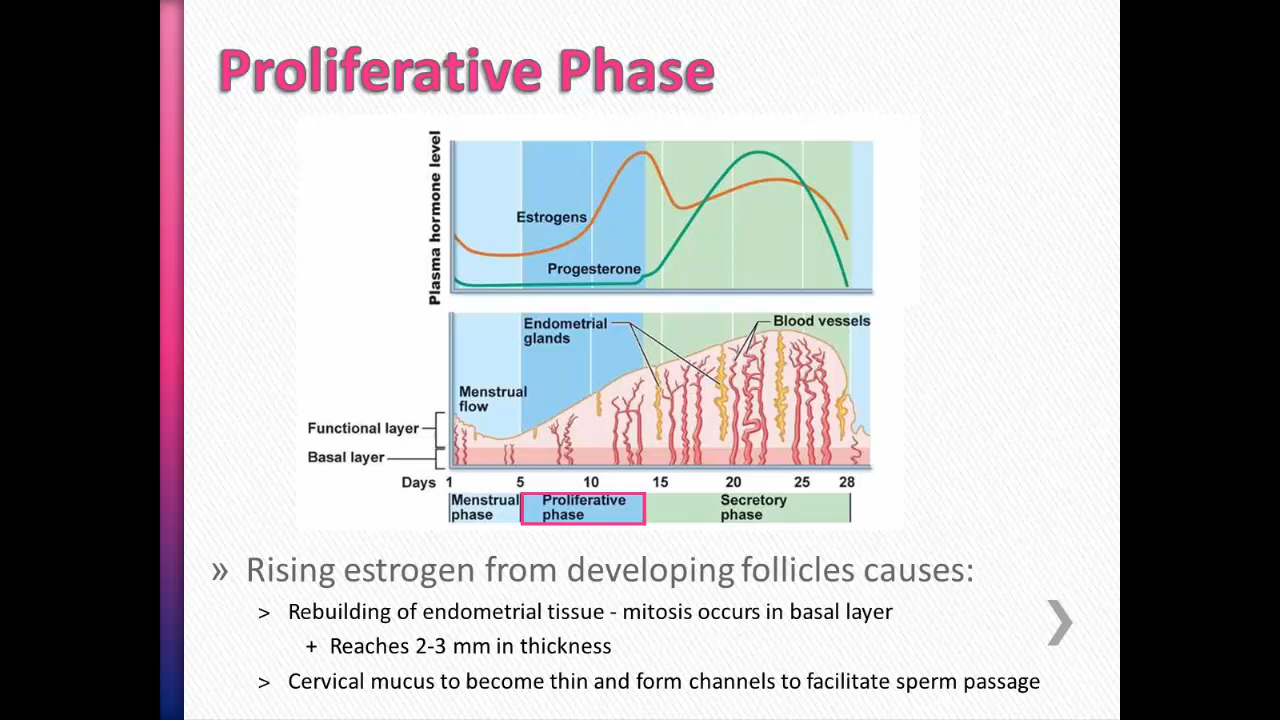 Proliferative Phase
Plasma hormone level
Estrogens
Progesterone
Endometrial
glands
Blood vessels
Menstrual
flow
Functional layer
Basal layer
Days 1 5 10 15 20 25 28
Menstrual
phase
Proliferative
phase
Secretory
phase
» Rising estrogen from developing follicles causes:
> Rebuilding of endometrial tissue - mitosis occurs in basal layer
+ Reaches 2-3 mm in thickness
> Cervical mucus to become thin and form channels to facilitate sperm passage